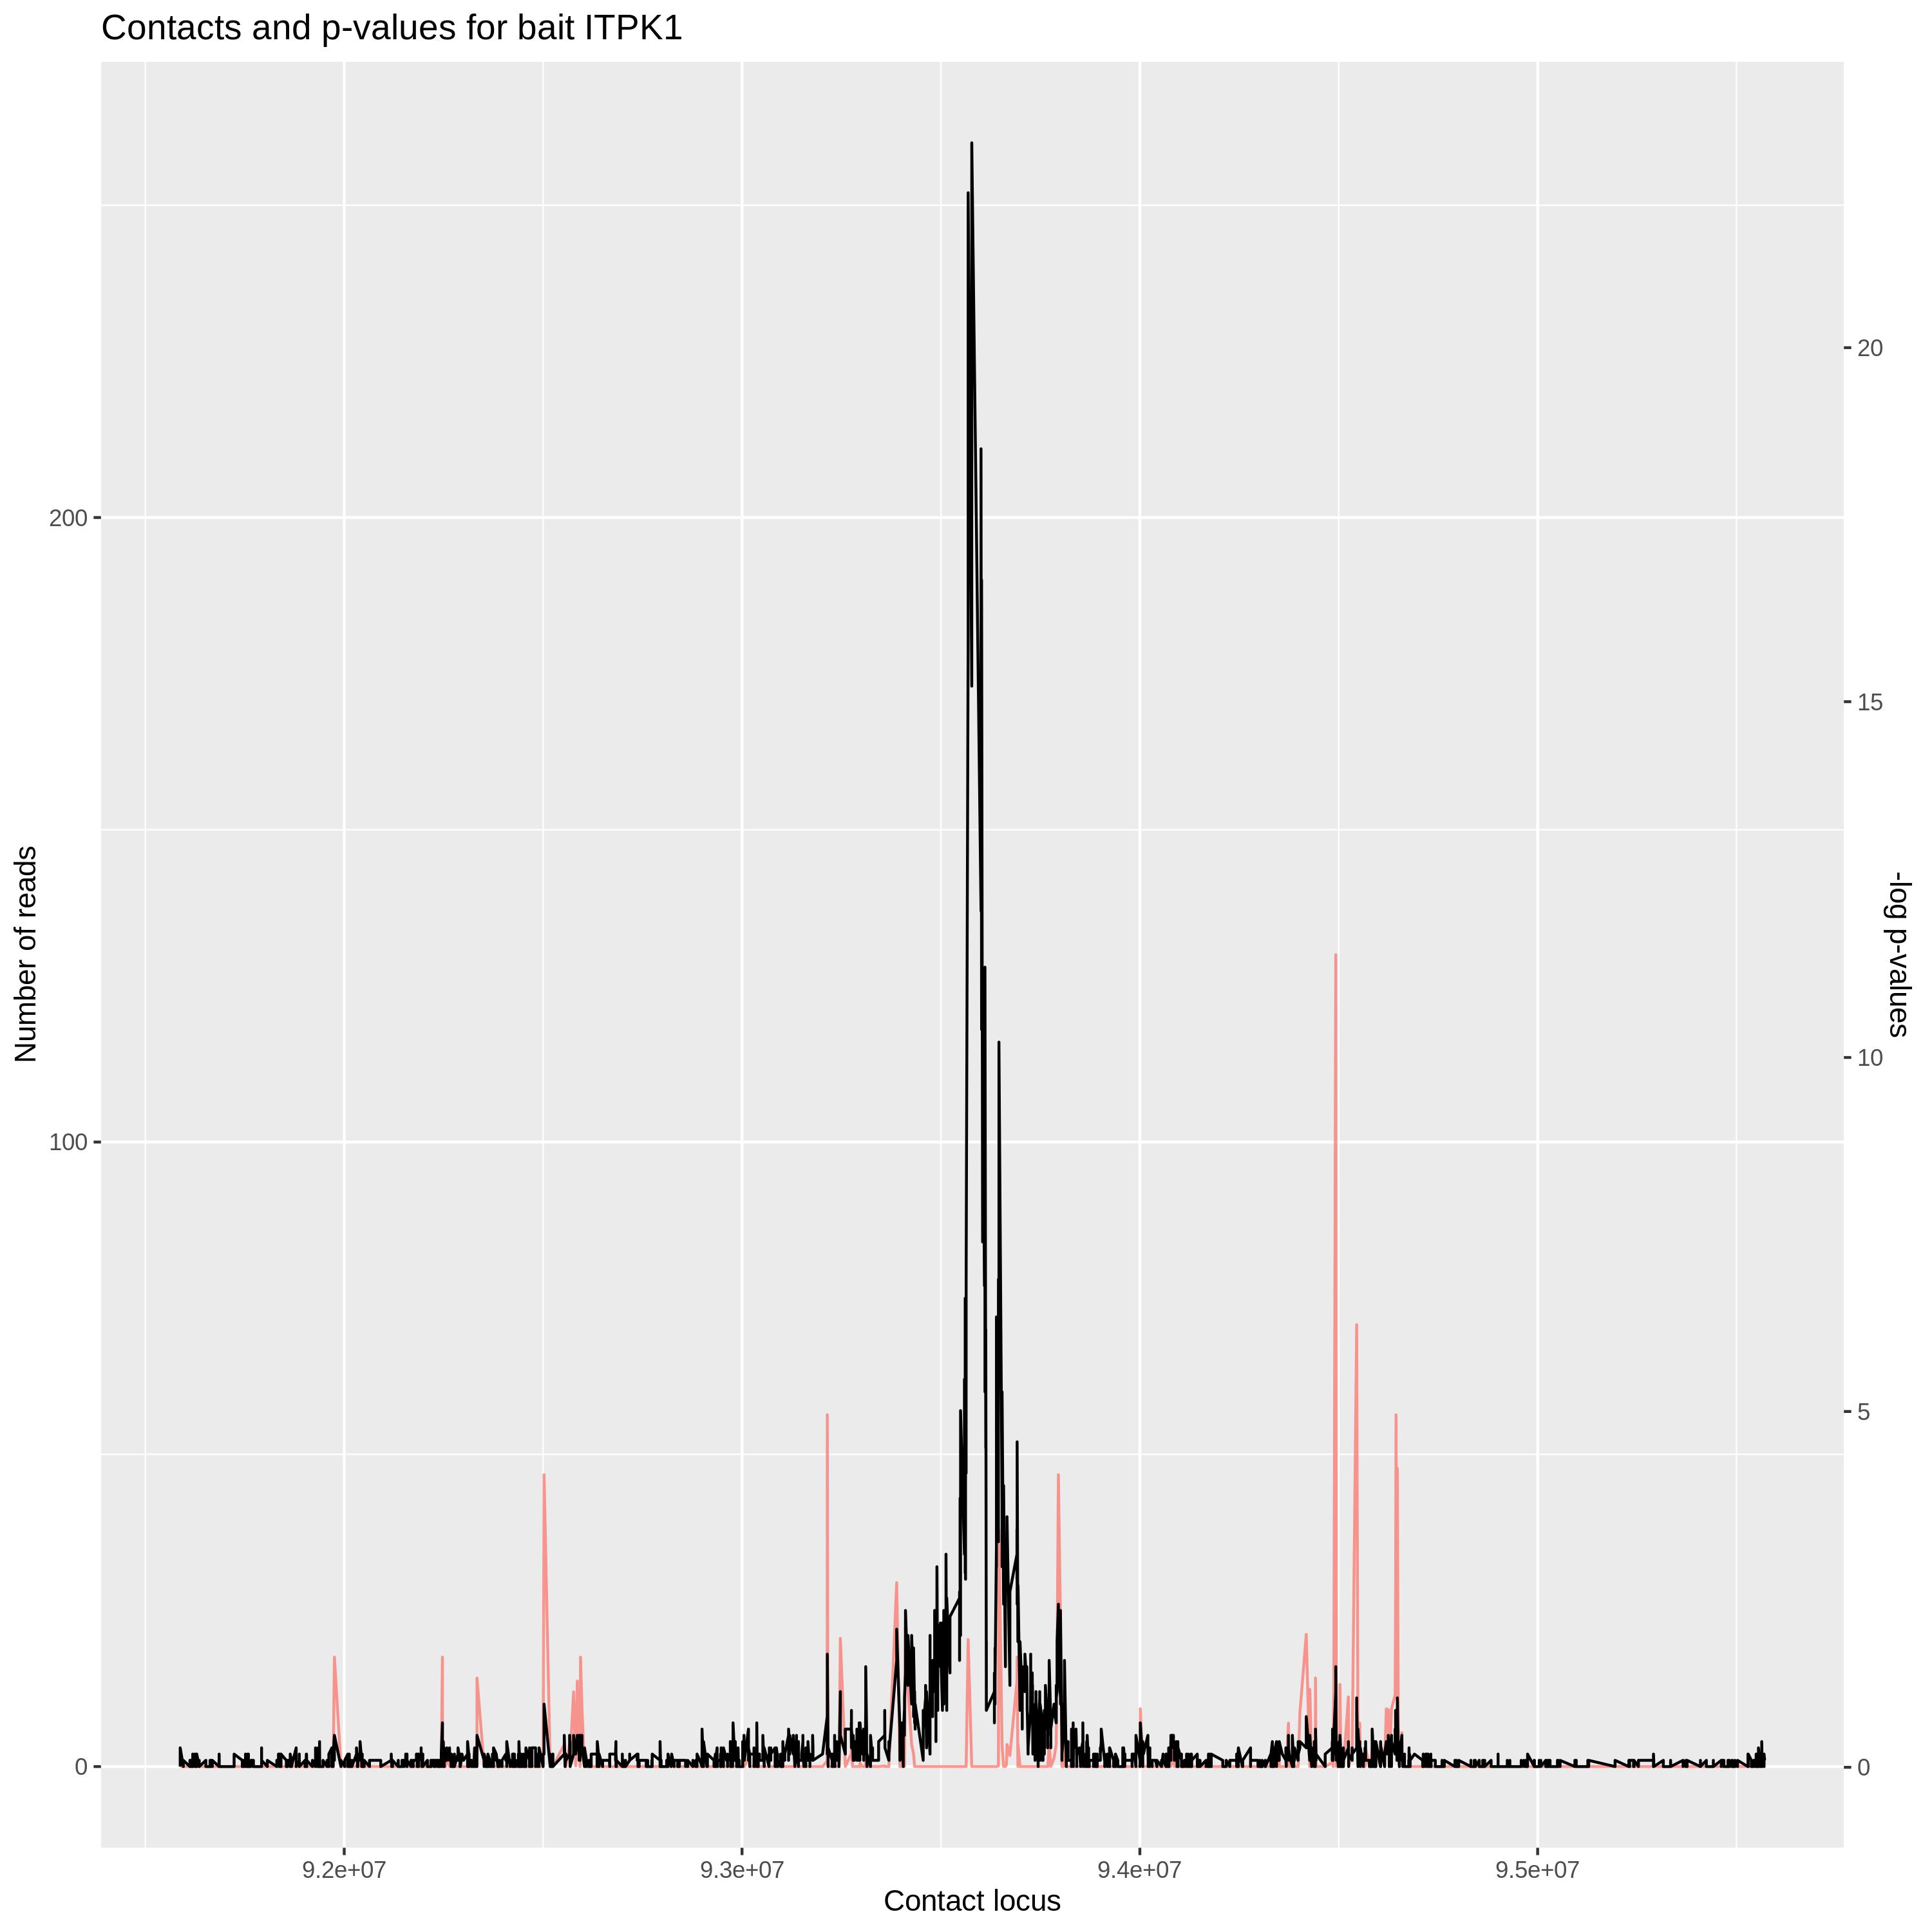 Contacts and p-values for bait ITPK1
Number of reads
200
100
0
20
15
10
5
0
-log p-values
9.2e+07
9.3e+07
9.4e+07
9.5e+07
Contact locus